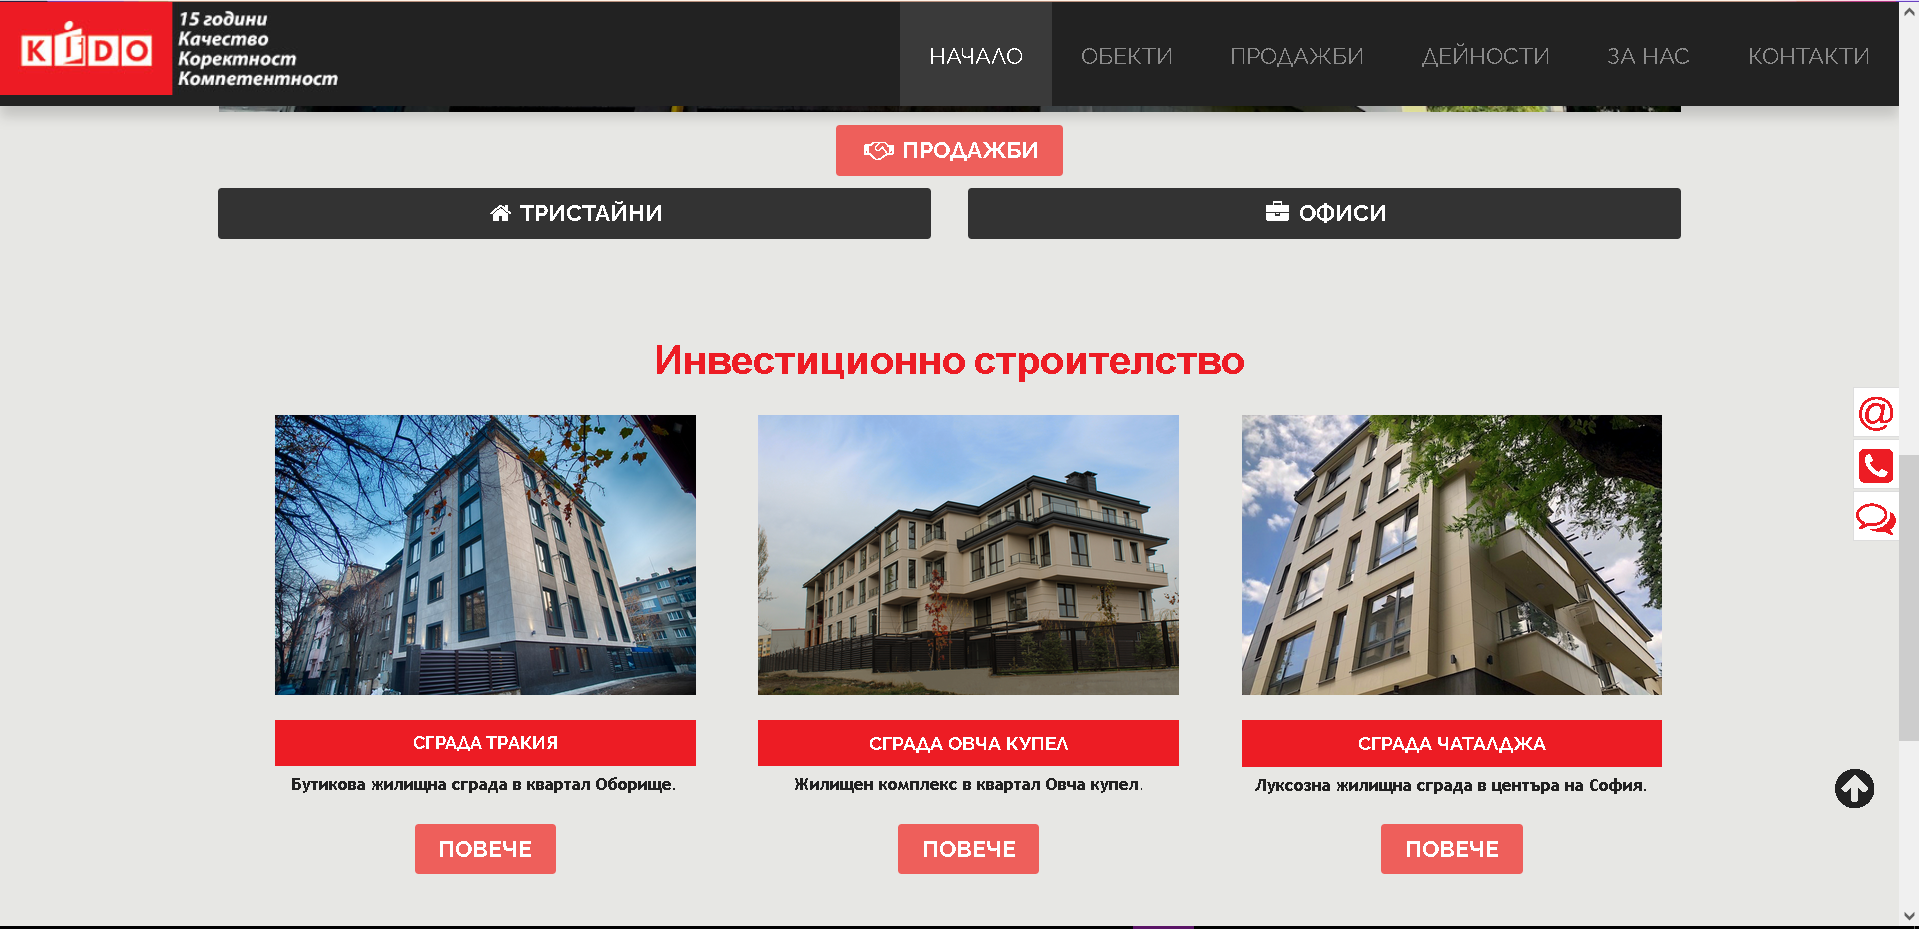 KiDO
15 години
Качество
Коректност
Компетентност
НАЧАЛО
ОБЕКТИ
ПРОДАЖБИ
ДЕЙНОСТИ
ЗА НАС
КОНТАКТИ
ПРОДАЖБИ
ТРИСТАЙНИ
ОФИСИ
Инвестиционно строителство
СГРАДА ТРАКИЯ
СГРАДА ОВЧА КУПЕЛ
СГРАДА ЧАТАЛДЖА
Бутикова жилищна сграда в квартал Оборище.
Жилищен комплекс в квартал Овча купел.
Луксозна жилищна сграда в центъра на София.
ПОВЕЧЕ
ПОВЕЧЕ
ПОВЕЧЕ